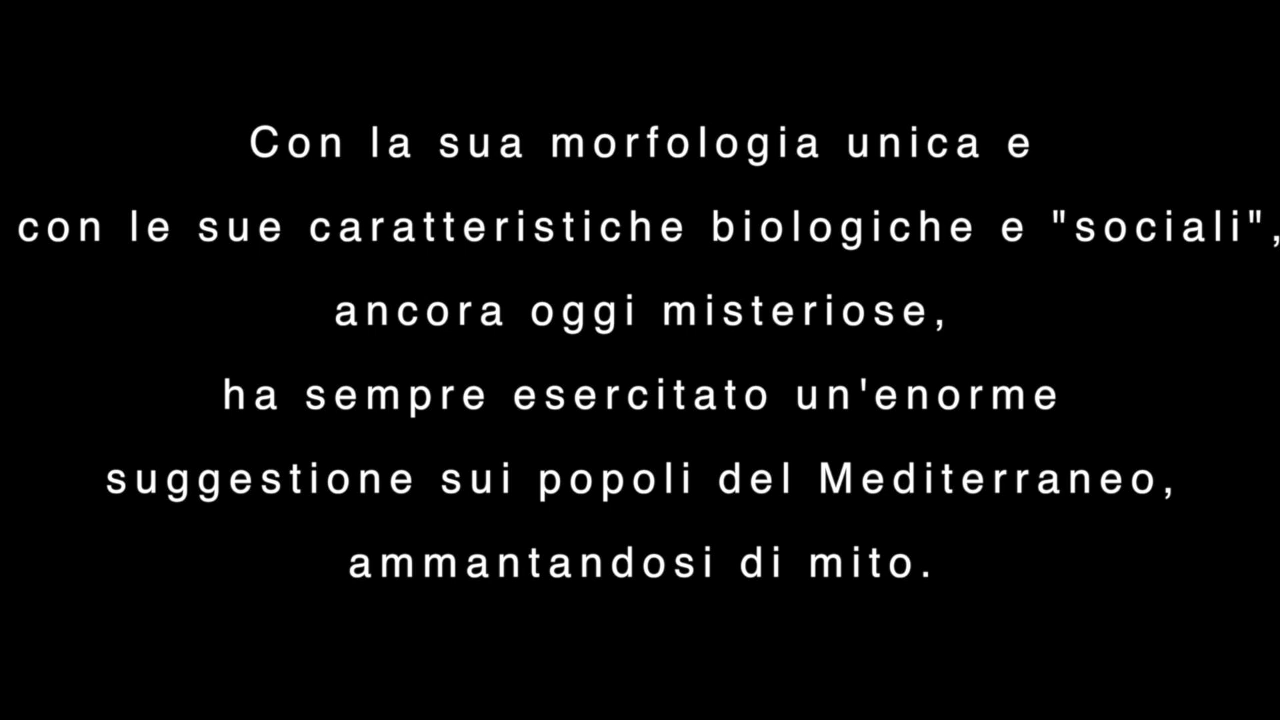 Con la sua morfologia unica e
con le sue caratteristiche biologiche e "sociali",
ancora oggi misteriose,
ha sempre esercitato un'enorme
suggestione sui popoli del Mediterraneo,
ammantandosi di mito.